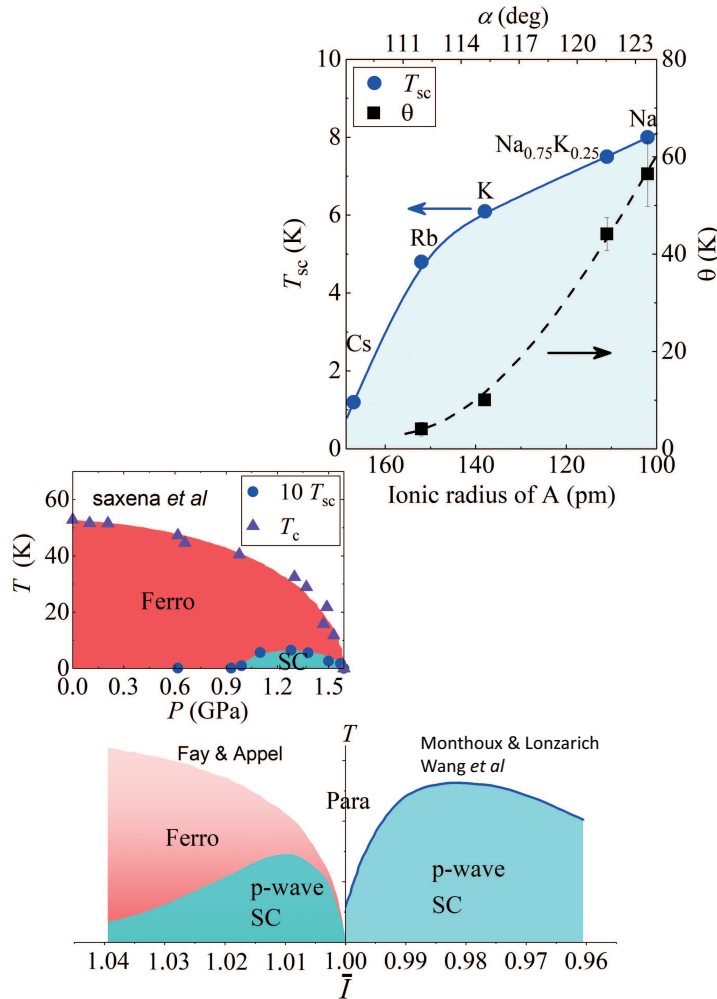 α (deg)
111 114 117 120 123
10 80
T_sc
θ
Na
8
Na0.75K0.25
60
K
6
Rb
T_sc (K)
40
θ (K)
4
Cs
20
2
0 0
160 140 120 100
Ionic radius of A (pm)
60
saxena et al
10 T_sc
T_c
40
T (K)
Ferro
20
SC
0
0.0 0.3 0.6 0.9 1.2 1.5
P (GPa)
T
Fay & Appel
Monthoux & Lonzarich
Wang et al
Para
Ferro
p-wave
SC
p-wave
SC
1.04 1.03 1.02 1.01 1.00 0.99 0.98 0.97 0.96
Ī